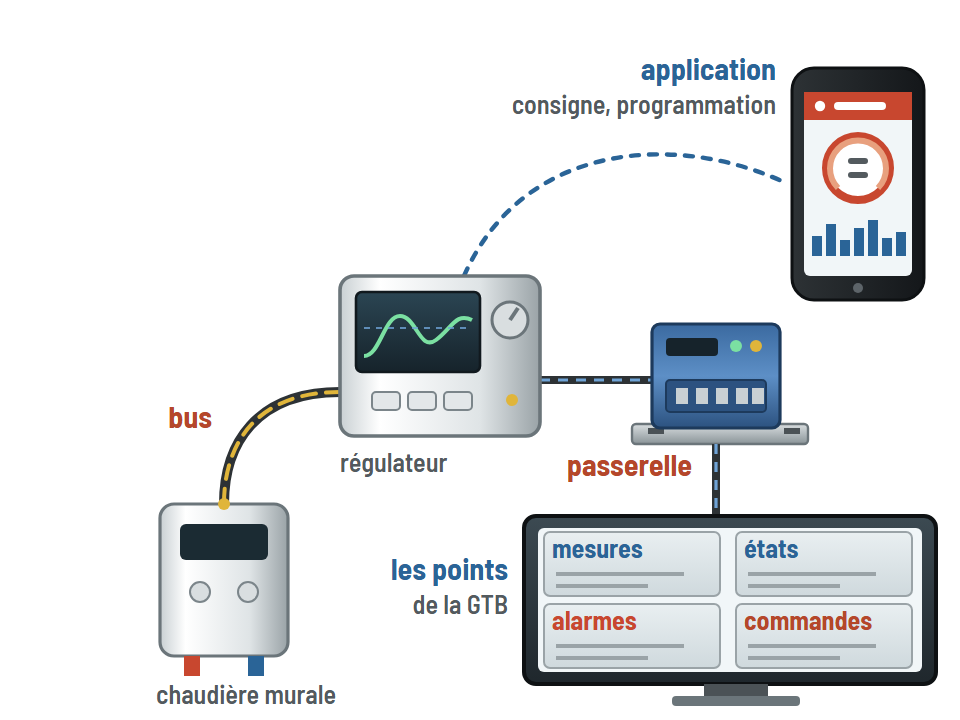 application
consigne, programmation
bus
régulateur
passerelle
les points
de la GTB
mesures
états
alarmes
commandes
chaudière murale